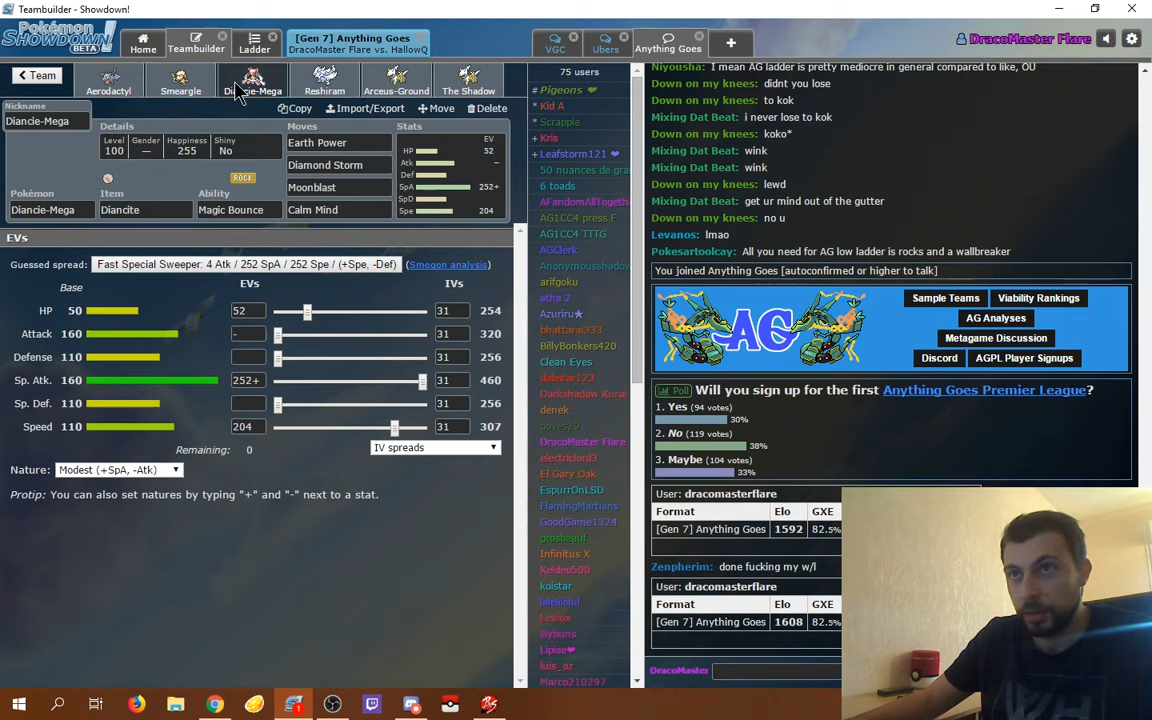 Teambuilder - Showdown!
Pokémon
SHOWDOWN
BETA
Home
Teambuilder
Ladder
[Gen 7] Anything Goes
DracoMaster Flare vs. HallowQ
VGC
Ubers
Anything Goes
DracoMaster Flare
Team
Aerodactyl
Smeargle
Diancie-Mega
Reshiram
Arceus-Ground
The Shadow
Nickname
Diancie-Mega
Copy
Import/Export
Move
Delete
Details
Level
100
Gender
—
Happiness
255
Shiny
No
ROCK
Pokémon
Diancie-Mega
Item
Diancite
Ability
Magic Bounce
Moves
Earth Power
Diamond Storm
Moonblast
Calm Mind
Stats
EV
HP 52
Atk –
Def
SpA 252+
SpD
Spe 204
EVs
Guessed spread: Fast Special Sweeper: 4 Atk / 252 SpA / 252 Spe / (+Spe, -Def) (Smogon analysis)
Base EVs IVs
HP 50 52 31 254
Attack 160 - 31 320
Defense 110 31 256
Sp. Atk. 160 252+ 31 460
Sp. Def. 110 31 256
Speed 110 204 31 307
Remaining: 0
IV spreads
Nature: Modest (+SpA, -Atk)
Protip: You can also set natures by typing "+" and "-" next to a stat.
75 users
# Pigeons ❤
★ Kid A
★ Scrappie
+ Kris
+ Leafstorm121 ❤
50 nuances de gra
6 toads
AFandomAllTogeth
AG1CC4 press F
AG1CC4 TTTG
AGClerk
Anonymousshadow
arifgoku
atha 2
Azuriru★
bhattarai333
BillyBonkers420
Clean Eyes
dabstar123
Darkshadow Kurai
denek
doves29
DracoMaster Flare
electriclord3
El Gary Oak
EspurrOnLSD
FlamingMartians
GoodGame1324
grosbeauf
Infinitus X
Keldeo500
koistar
lalelilolul
Leviox
lilybuns
Lipise❤
luis_oz
Marco210297
Niyousha: I mean AG ladder is pretty mediocre in general compared to like, OU
Down on my knees: didnt you lose
Down on my knees: to kok
Mixing Dat Beat: i never lose to kok
Down on my knees: koko*
Mixing Dat Beat: wink
Mixing Dat Beat: wink
Down on my knees: lewd
Mixing Dat Beat: get ur mind out of the gutter
Down on my knees: no u
Levanos: lmao
Pokesartoolcay: All you need for AG low ladder is rocks and a wallbreaker
You joined Anything Goes [autoconfirmed or higher to talk]
AG
Sample Teams
Viability Rankings
AG Analyses
Metagame Discussion
Discord
AGPL Player Signups
Poll Will you sign up for the first Anything Goes Premier League?
1. Yes (94 votes)
30%
2. No (119 votes)
38%
3. Maybe (104 votes)
33%
User: dracomasterflare
Format Elo GXE
[Gen 7] Anything Goes 1592 82.5%
Zenpherim: done fucking my w/l
User: dracomasterflare
Format Elo GXE
[Gen 7] Anything Goes 1608 82.5%
DracoMaster